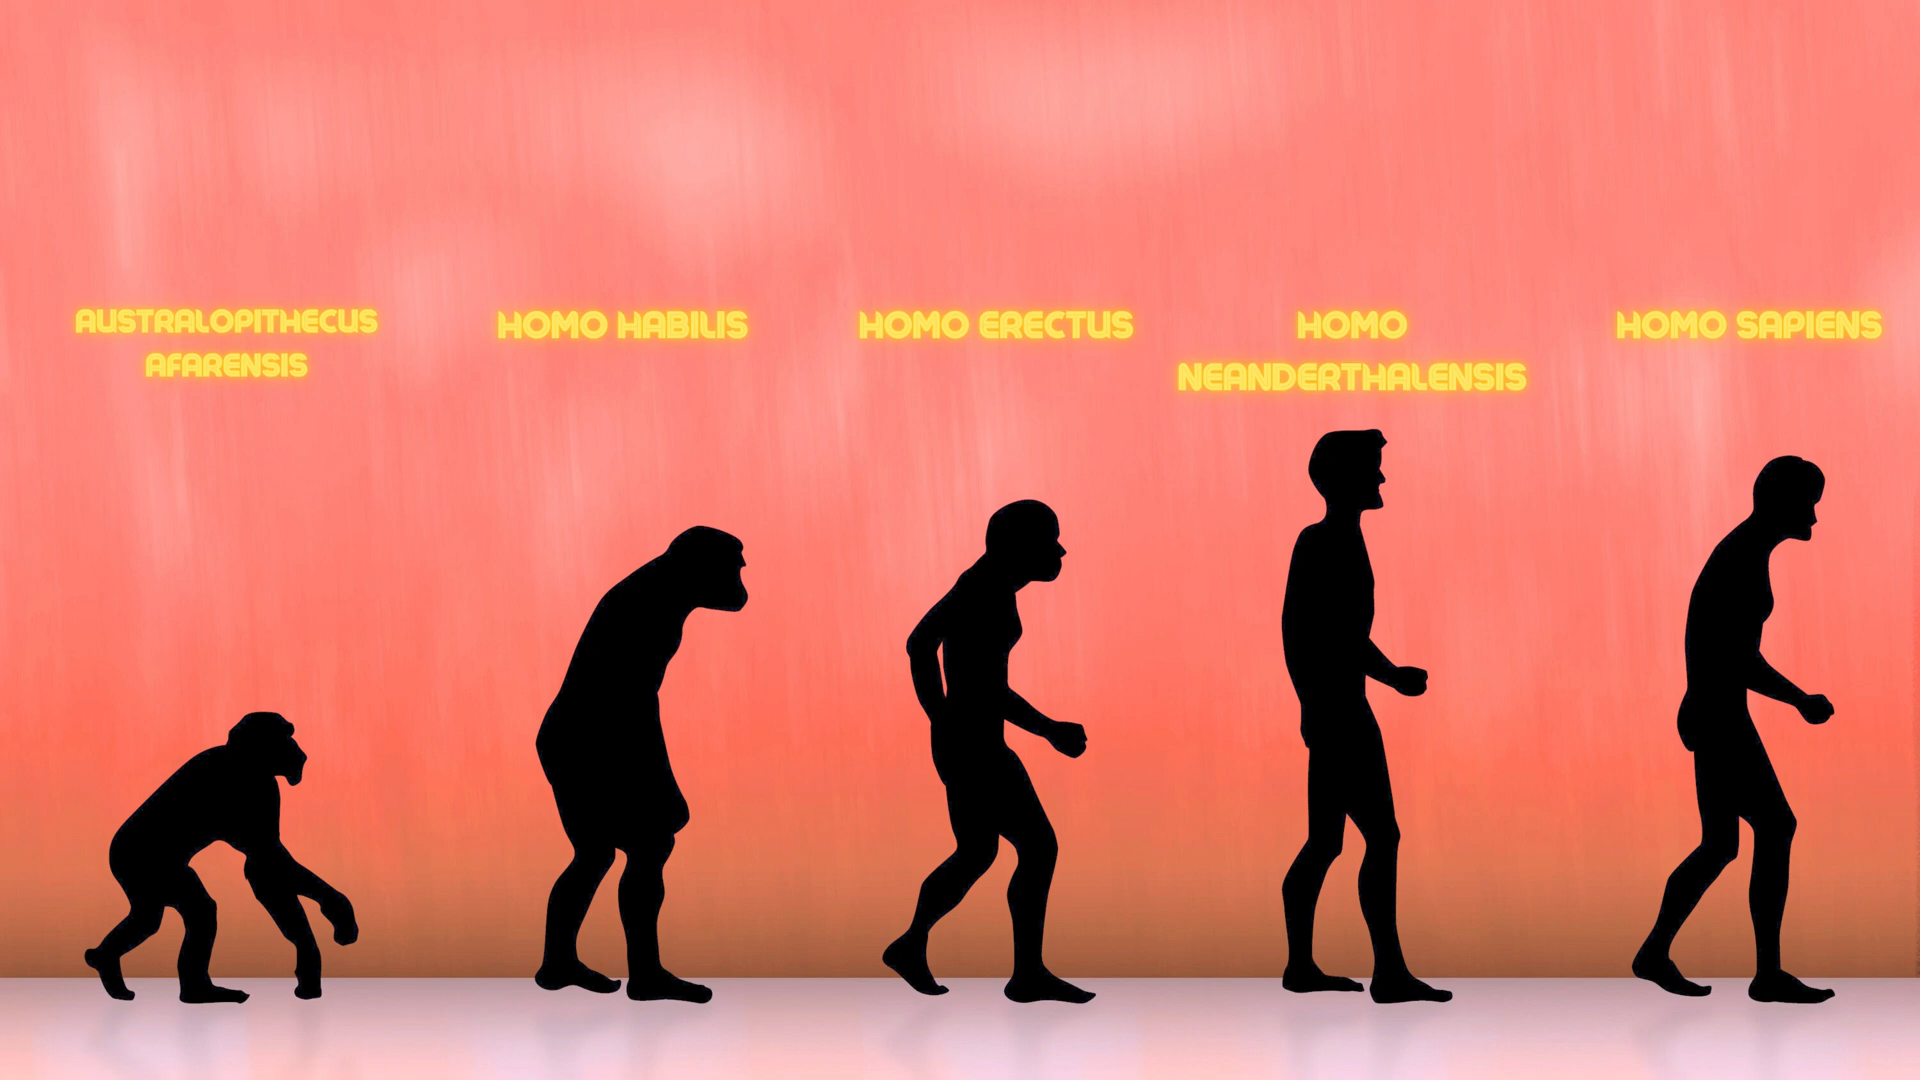 AUSTRALOPITHECUS
AFARENSIS
HOMO HABILIS
HOMO ERECTUS
HOMO
NEANDERTHALENSIS
HOMO SAPIENS